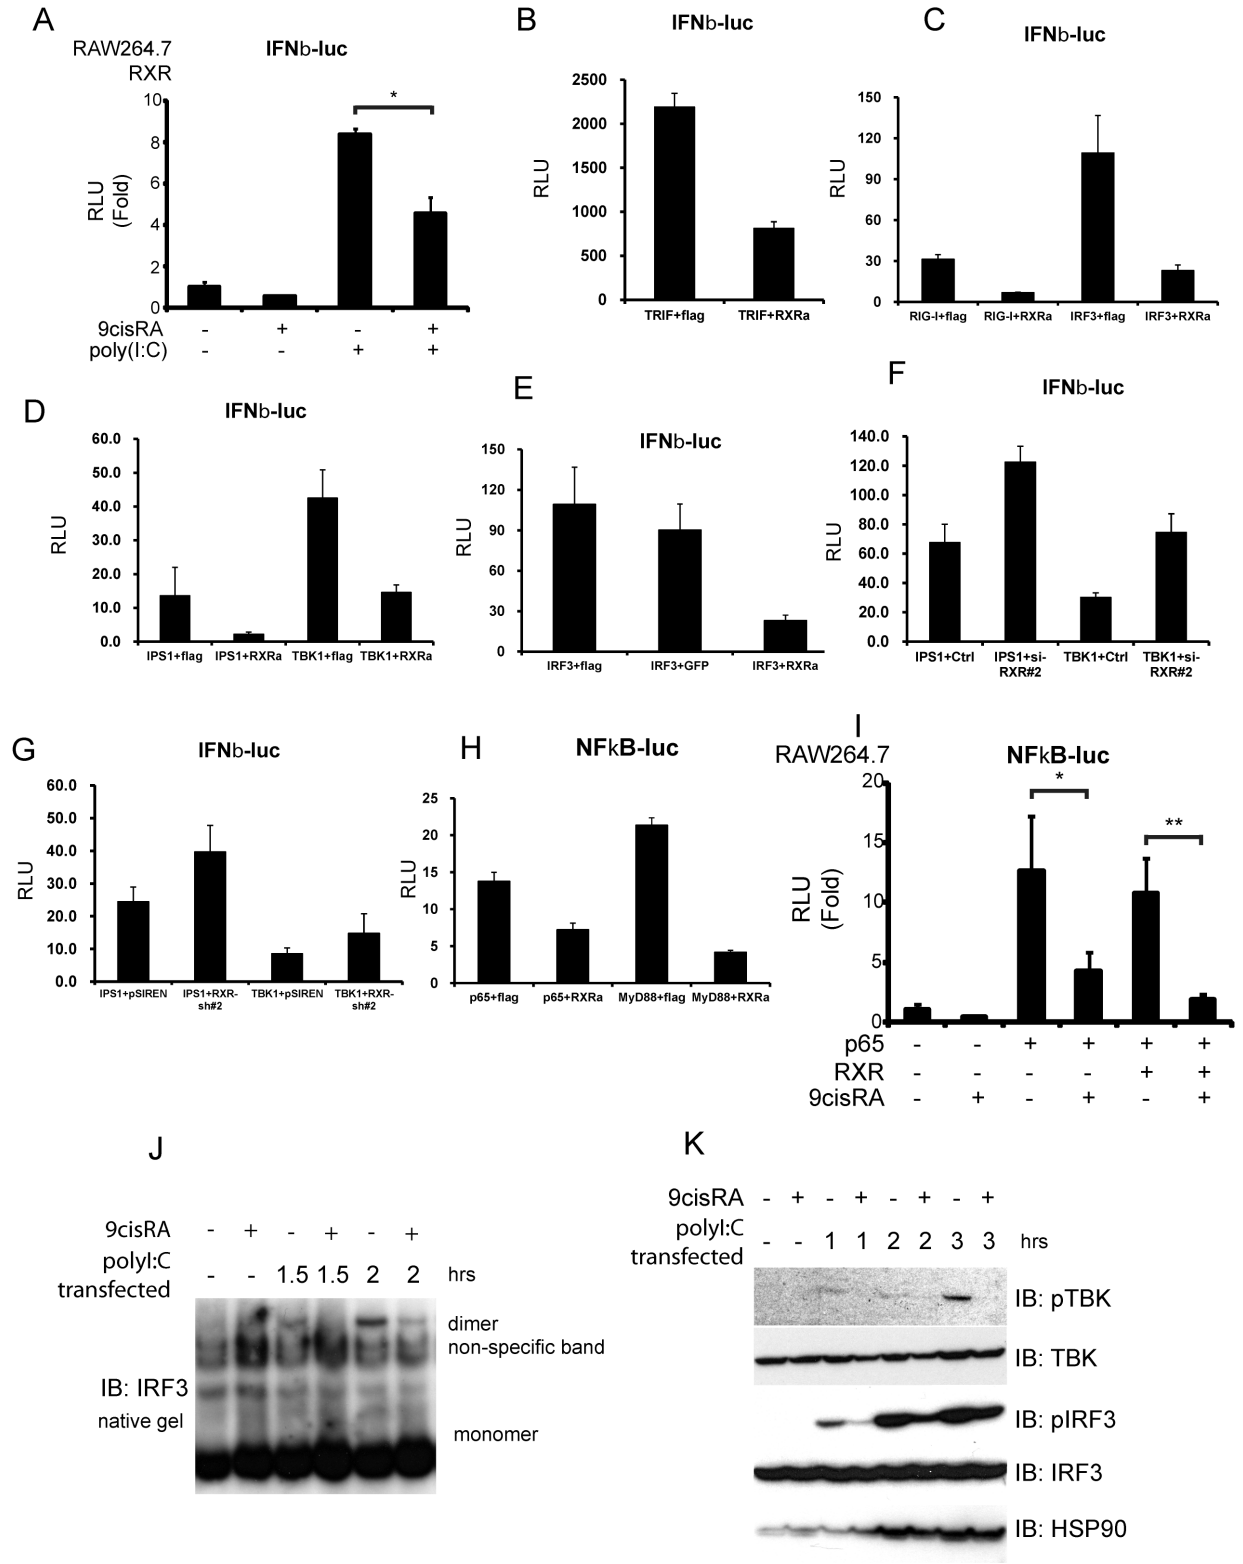 A
RAW264.7
RXR
IFNb-luc
RLU
(Fold)
10
8
6
4
2
0
9cisRA - + - +
poly(I:C) - - + +
*
B
IFNb-luc
RLU
2500
2000
1500
1000
500
0
TRIF+flag TRIF+RXRa
C
IFNb-luc
RLU
150
120
90
60
30
0
RIG-I+flag RIG-I+RXRa IRF3+flag IRF3+RXRa
D
IFNb-luc
RLU
60.0
50.0
40.0
30.0
20.0
10.0
0.0
IPS1+flag IPS1+RXRa TBK1+flag TBK1+RXRa
E
IFNb-luc
RLU
150
120
90
60
30
0
IRF3+flag IRF3+GFP IRF3+RXRa
F
IFNb-luc
RLU
140.0
120.0
100.0
80.0
60.0
40.0
20.0
0.0
IPS1+Ctrl IPS1+si- TBK1+Ctrl TBK1+si-
RXR#2 RXR#2
G
IFNb-luc
RLU
60.0
50.0
40.0
30.0
20.0
10.0
0.0
IPS1+pSIREN IPS1+RXR- TBK1+pSIREN TBK1+RXR-
sh#2 sh#2
H
NFkB-luc
RLU
25
20
15
10
5
0
p65+flag p65+RXRa MyD88+flag MyD88+RXRa
I
RAW264.7
NFkB-luc
RLU
(Fold)
20
15
10
5
0
*
**
p65 - - + + + +
RXR - - - - + +
9cisRA - + - + - +
J
9cisRA - + - + - +
polyI:C
transfected - - 1.5 1.5 2 2 hrs
dimer
non-specific band
IB: IRF3
native gel
monomer
K
9cisRA - + - + - + - +
polyI:C
transfected - - 1 1 2 2 3 3 hrs
IB: pTBK
IB: TBK
IB: pIRF3
IB: IRF3
IB: HSP90